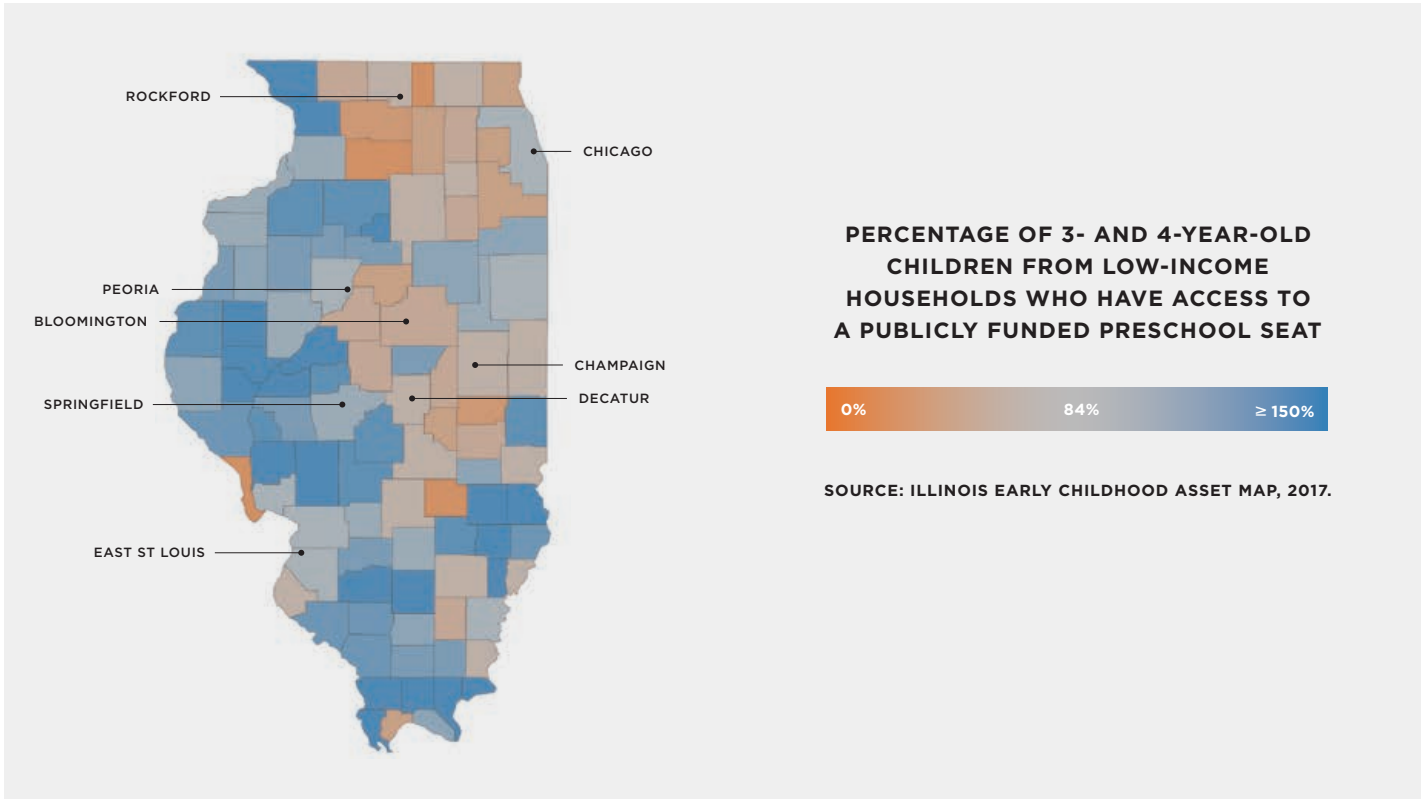 ROCKFORD
CHICAGO
PEORIA
BLOOMINGTON
CHAMPAIGN
DECATUR
SPRINGFIELD
EAST ST LOUIS
PERCENTAGE OF 3- AND 4-YEAR-OLD
CHILDREN FROM LOW-INCOME
HOUSEHOLDS WHO HAVE ACCESS TO
A PUBLICLY FUNDED PRESCHOOL SEAT
0% 84% ≥ 150%
SOURCE: ILLINOIS EARLY CHILDHOOD ASSET MAP, 2017.